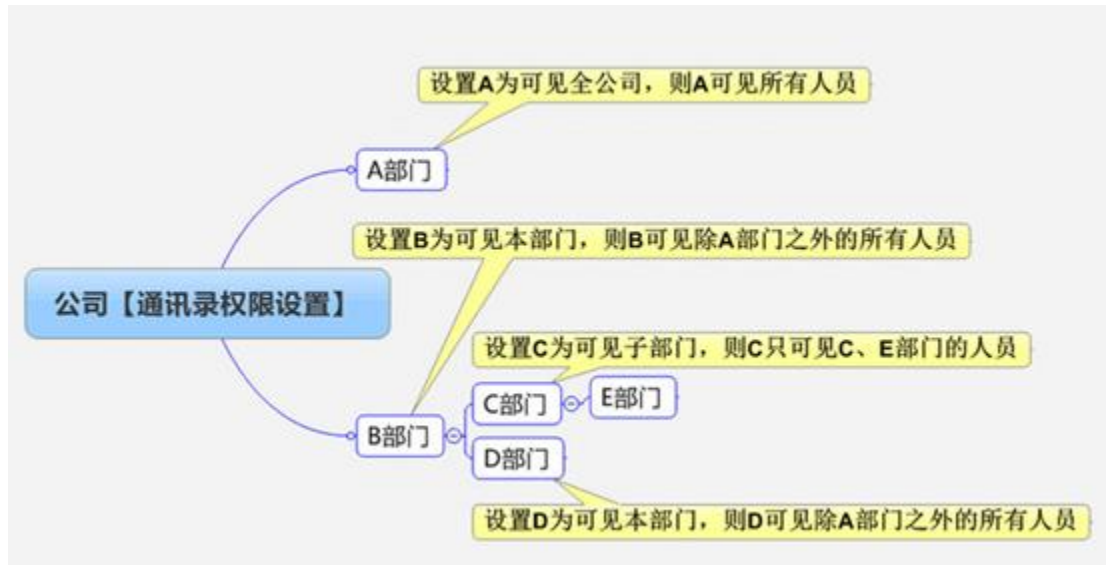 设置A为可见全公司，则A可见所有人员
A部门
设置B为可见本部门，则B可见除A部门之外的所有人员
公司【通讯录权限设置】
设置C为可见子部门，则C只可见C、E部门的人员
C部门
E部门
B部门
D部门
设置D为可见本部门，则D可见除A部门之外的所有人员